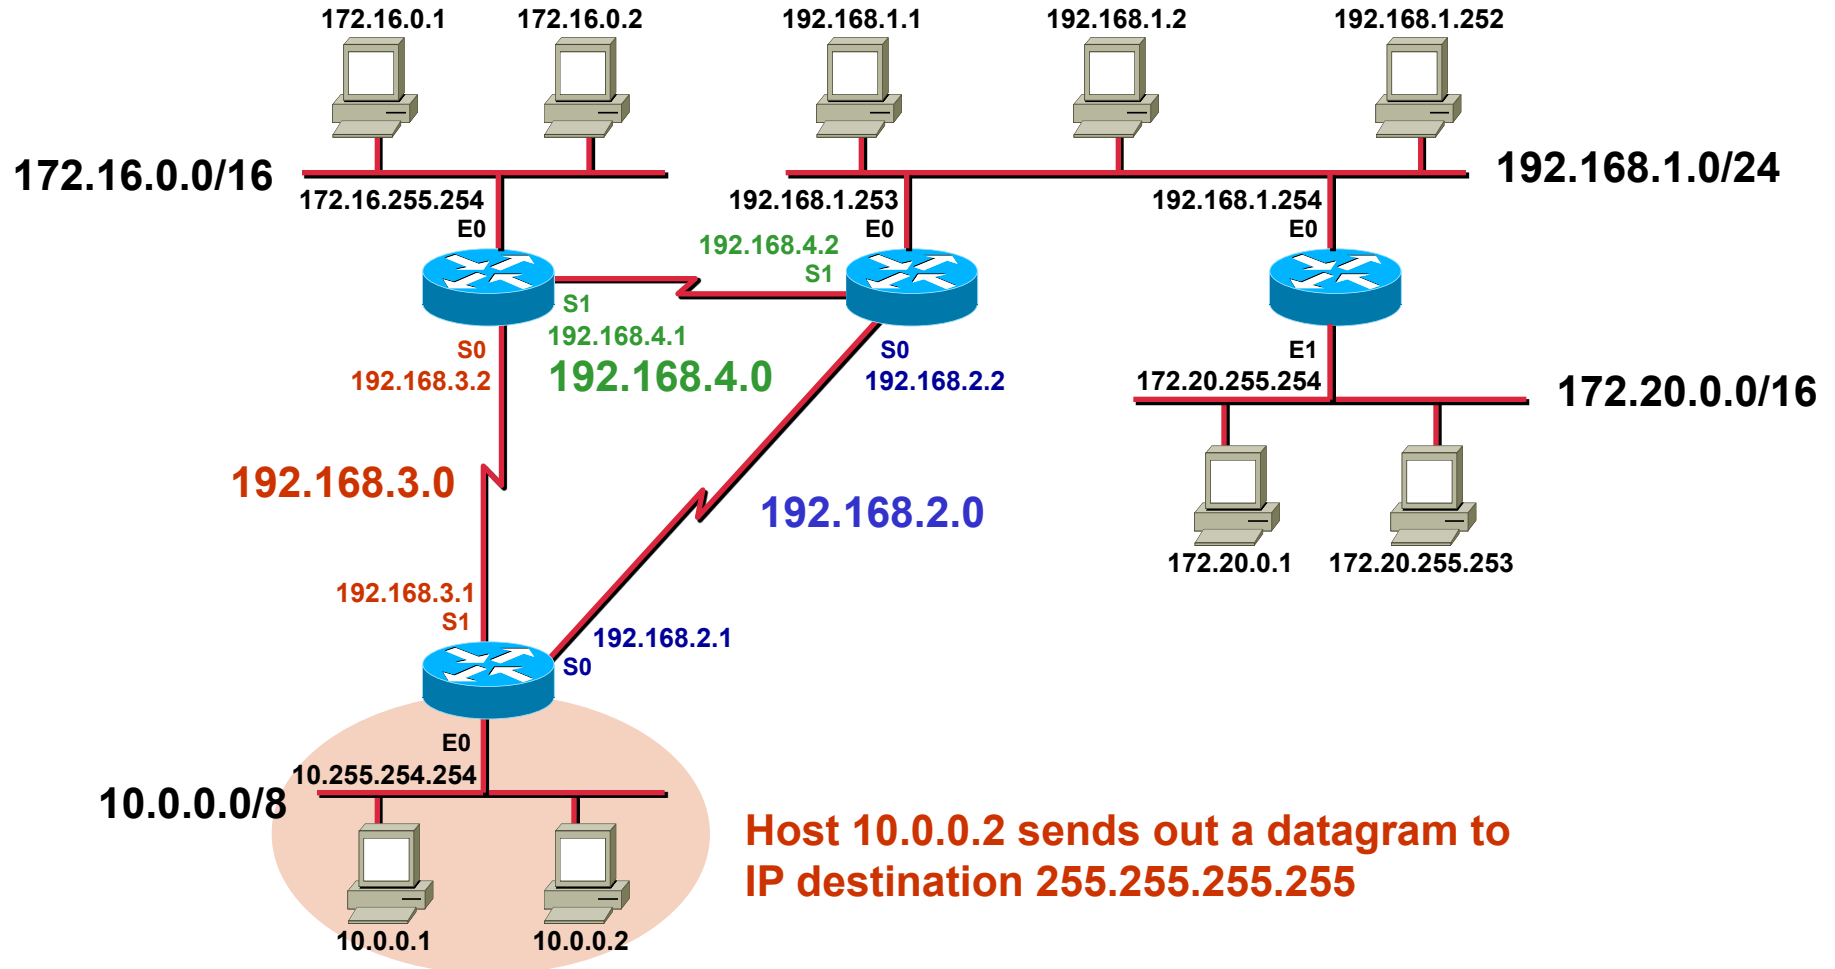 172.16.0.1
172.16.0.2
192.168.1.1
192.168.1.2
192.168.1.252
172.16.0.0/16
192.168.1.0/24
172.16.255.254
E0
192.168.1.253
E0
192.168.1.254
E0
192.168.4.2
S1
S1
192.168.4.1
192.168.4.0
S0
192.168.3.2
S0
192.168.2.2
E1
172.20.255.254
172.20.0.0/16
192.168.3.0
192.168.2.0
172.20.0.1
172.20.255.253
192.168.3.1
S1
192.168.2.1
S0
E0
10.255.254.254
10.0.0.0/8
Host 10.0.0.2 sends out a datagram to
IP destination 255.255.255.255
10.0.0.1
10.0.0.2